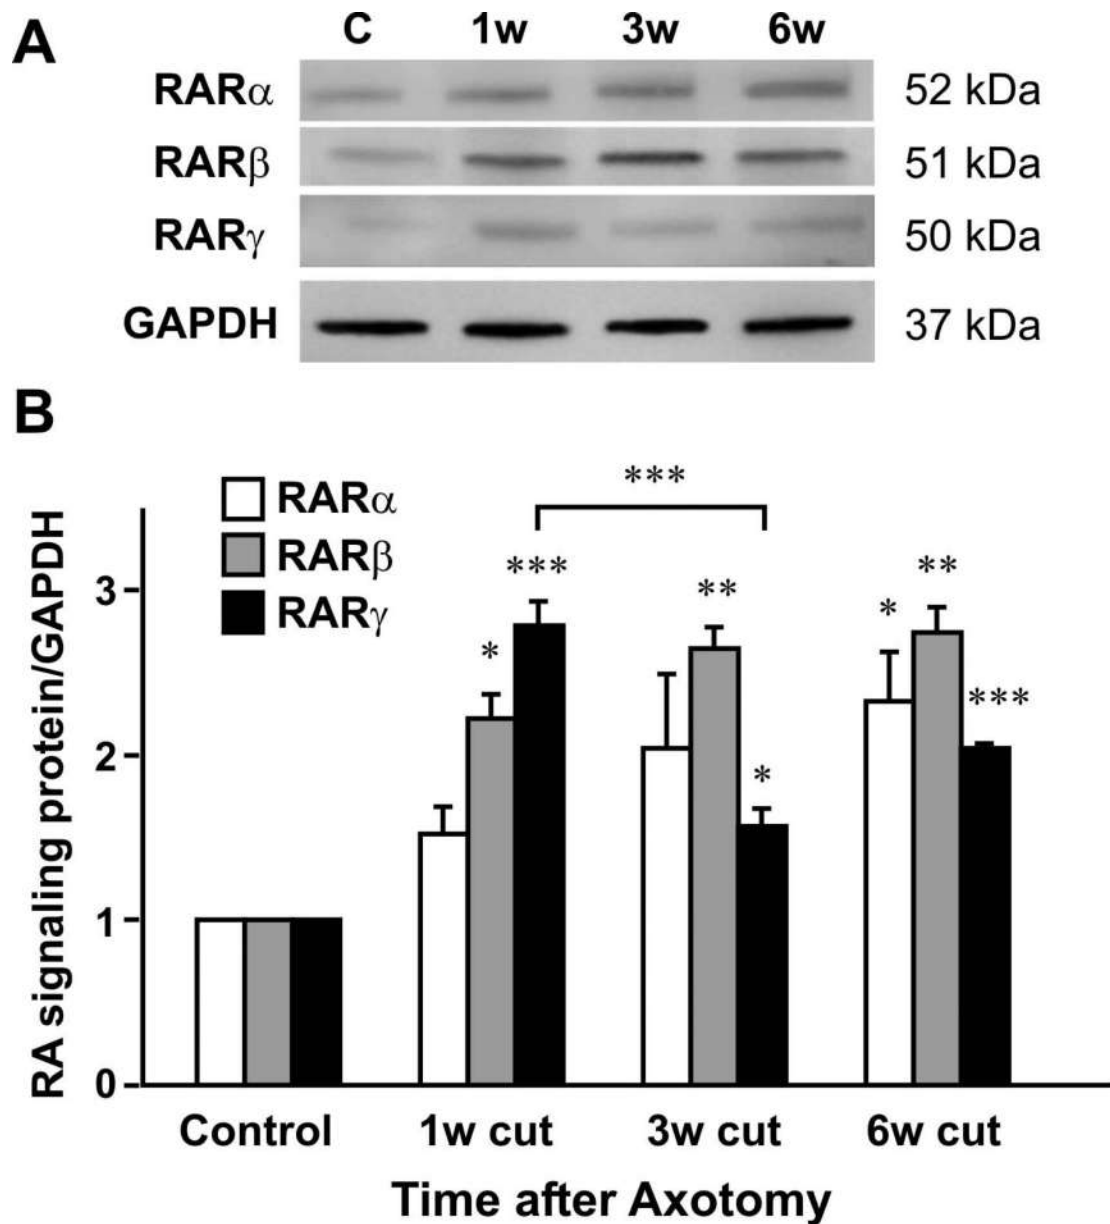 A
C 1w 3w 6w
RARα 52 kDa
RARβ 51 kDa
RARγ 50 kDa
GAPDH 37 kDa
B
RARα
RARβ
RARγ
***
***
*
**
*
*
**
***
RA signaling protein/GAPDH
3
2
1
0
Control 1w cut 3w cut 6w cut
Time after Axotomy